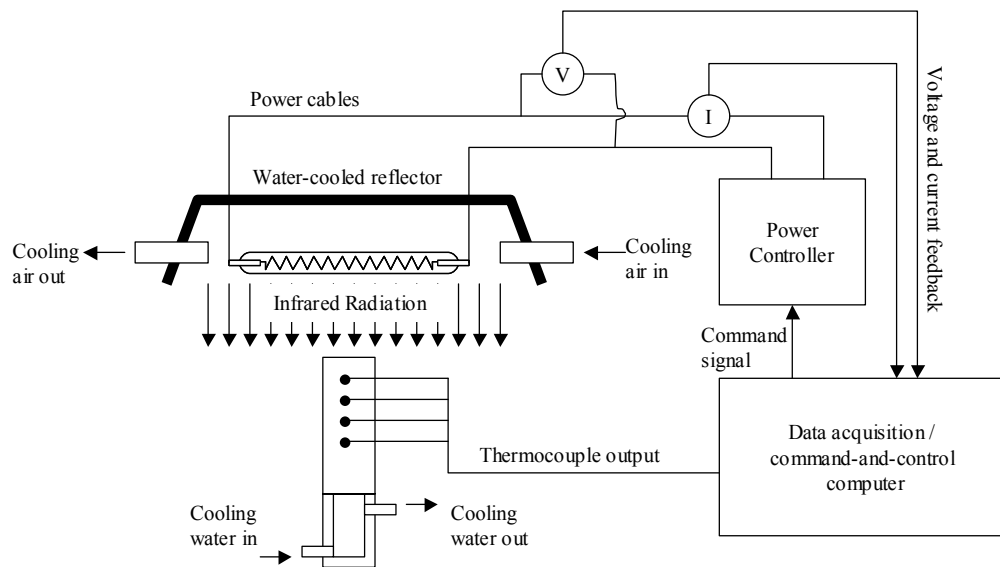 V
I
Power cables
Voltage and current feedback
Water-cooled reflector
Power
Controller
Cooling
air out
Cooling
air in
Infrared Radiation
Command
signal
Data acquisition /
command-and-control
computer
Thermocouple output
Cooling
water in
Cooling
water out